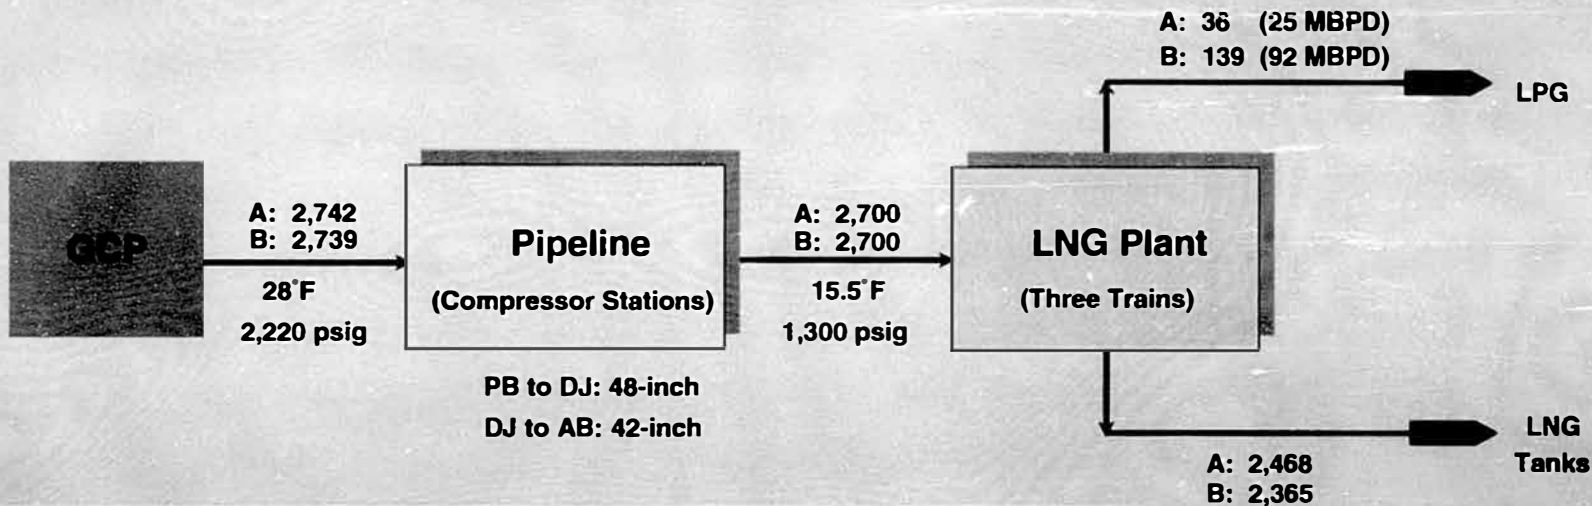 A: 36 (25 MBPD)
B: 139 (92 MBPD)
LPG
GCP
A: 2,742
B: 2,739
28°F
2,220 psig
Pipeline
(Compressor Stations)
PB to DJ: 48-inch
DJ to AB: 42-inch
A: 2,700
B: 2,700
15.5°F
1,300 psig
LNG Plant
(Three Trains)
LNG
Tanks
A: 2,468
B: 2,365